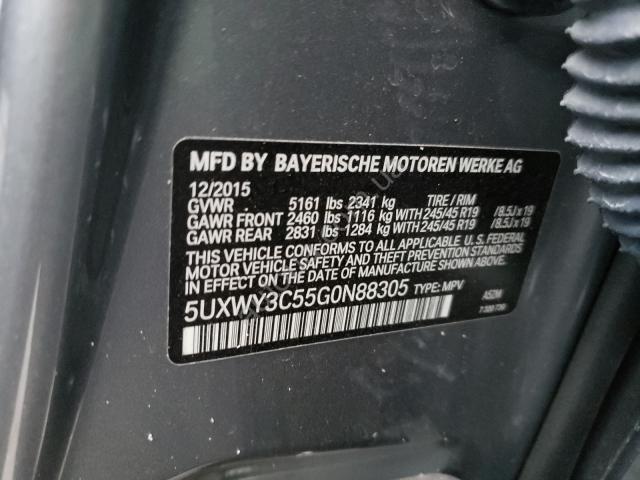 MFD BY BAYERISCHE MOTOREN WERKE AG
12/2015
GVWR 5161 lbs 2341 kg TIRE / RIM
GAWR FRONT 2460 lbs 1116 kg WITH 245/45 R19 / 8.5J x 19
GAWR REAR 2831 lbs 1284 kg WITH 245/45 R19 / 8.5J x 19
THIS VEHICLE CONFORMS TO ALL APPLICABLE U.S. FEDERAL
MOTOR VEHICLE SAFETY AND THEFT PREVENTION STANDARDS
IN EFFECT ON THE DATE OF MANUFACTURE SHOWN ABOVE.
5UXWY3C55G0N88305 TYPE: MPV